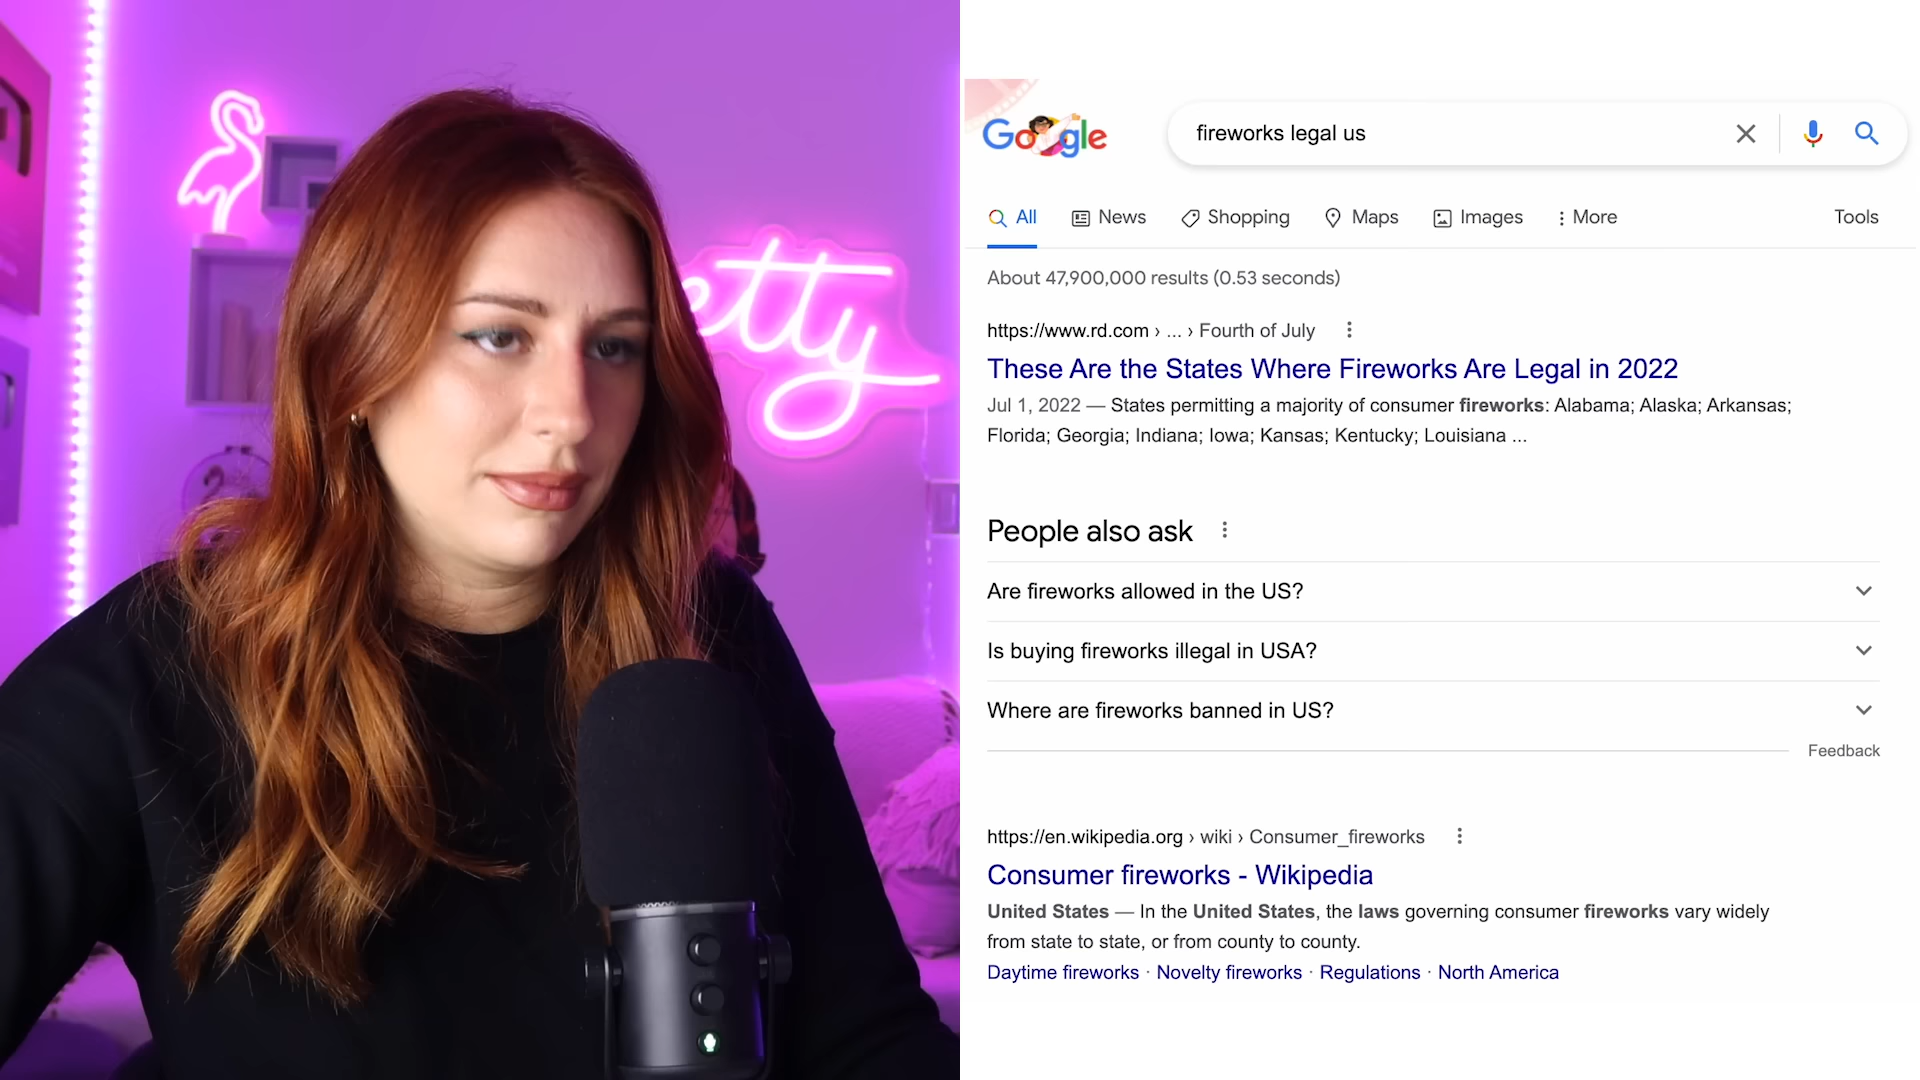 etty
Google
fireworks legal us
All News Shopping Maps Images More Tools
About 47,900,000 results (0.53 seconds)
https://www.rd.com › ... › Fourth of July
These Are the States Where Fireworks Are Legal in 2022
Jul 1, 2022 — States permitting a majority of consumer fireworks: Alabama; Alaska; Arkansas;
Florida; Georgia; Indiana; Iowa; Kansas; Kentucky; Louisiana ...
People also ask
Are fireworks allowed in the US?
Is buying fireworks illegal in USA?
Where are fireworks banned in US?
Feedback
https://en.wikipedia.org › wiki › Consumer_fireworks
Consumer fireworks - Wikipedia
United States — In the United States, the laws governing consumer fireworks vary widely
from state to state, or from county to county.
Daytime fireworks · Novelty fireworks · Regulations · North America